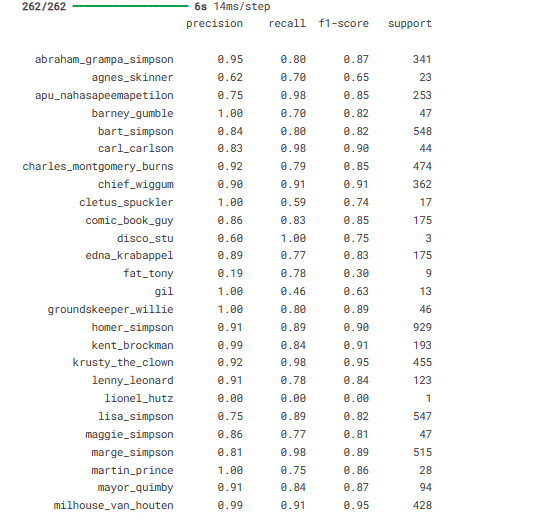 262/262 ━━━━━━━━━━━━━━━━━━━━ 6s 14ms/step
precision recall f1-score support
abraham_grampa_simpson 0.95 0.80 0.87 341
agnes_skinner 0.62 0.70 0.65 23
apu_nahasapeemapetilon 0.75 0.98 0.85 253
barney_gumble 1.00 0.70 0.82 47
bart_simpson 0.84 0.80 0.82 548
carl_carlson 0.83 0.98 0.90 44
charles_montgomery_burns 0.92 0.79 0.85 474
chief_wiggum 0.90 0.91 0.91 362
cletus_spuckler 1.00 0.59 0.74 17
comic_book_guy 0.86 0.83 0.85 175
disco_stu 0.60 1.00 0.75 3
edna_krabappel 0.89 0.77 0.83 175
fat_tony 0.19 0.78 0.30 9
gil 1.00 0.46 0.63 13
groundskeeper_willie 1.00 0.80 0.89 46
homer_simpson 0.91 0.89 0.90 929
kent_brockman 0.99 0.84 0.91 193
krusty_the_clown 0.92 0.98 0.95 455
lenny_leonard 0.91 0.78 0.84 123
lionel_hutz 0.00 0.00 0.00 1
lisa_simpson 0.75 0.89 0.82 547
maggie_simpson 0.86 0.77 0.81 47
marge_simpson 0.81 0.98 0.89 515
martin_prince 1.00 0.75 0.86 28
mayor_quimby 0.91 0.84 0.87 94
milhouse_van_houten 0.99 0.91 0.95 428